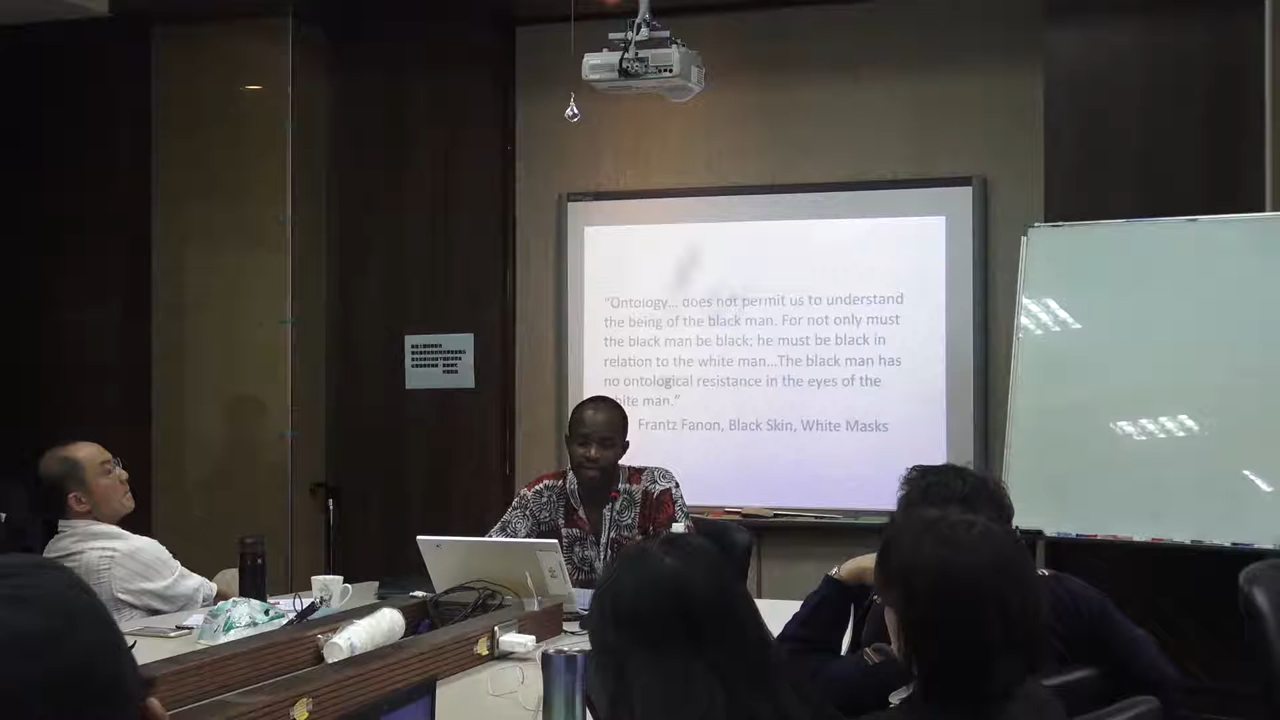 “Ontology... does not permit us to understand
the being of the black man. For not only must
the black man be black; he must be black in
relation to the white man...The black man has
no ontological resistance in the eyes of the
white man.”
Frantz Fanon, Black Skin, White Masks